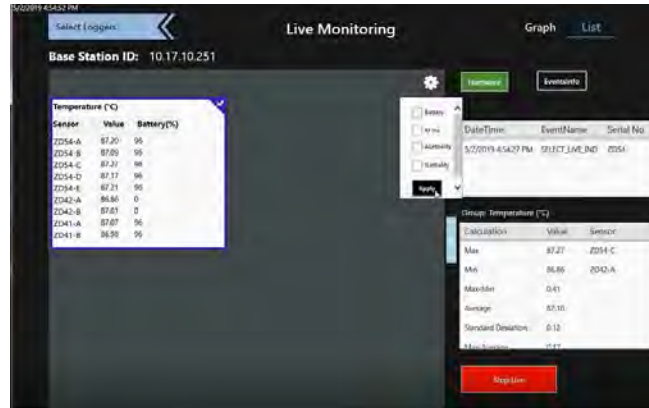 5/2/2019 4:54:52 PM
Select Loggers
Live Monitoring
Graph List
Base Station ID: 10.17.10.251
Temperature (°C)
Sensor Value Battery(%)
ZD54-A 87.20 96
ZD54-B 87.09 96
ZD54-C 87.27 96
ZD54-D 87.17 96
ZD54-E 87.21 96
ZD42-A 86.86 0
ZD42-B 87.01 0
ZD41-A 87.07 96
ZD41-B 96
Battery
Apply
EventsInfo
DateTime EventName Serial No
5/2/2019 4:54:27 PM SELECT_LIVE_IND ZD54
Group: Temperature (°C)
Calculation Value Sensor
Max 87.27 ZD54-C
Min 86.86 ZD42-A
Max-Min 0.41
Average 87.10
Standard Deviation 0.12